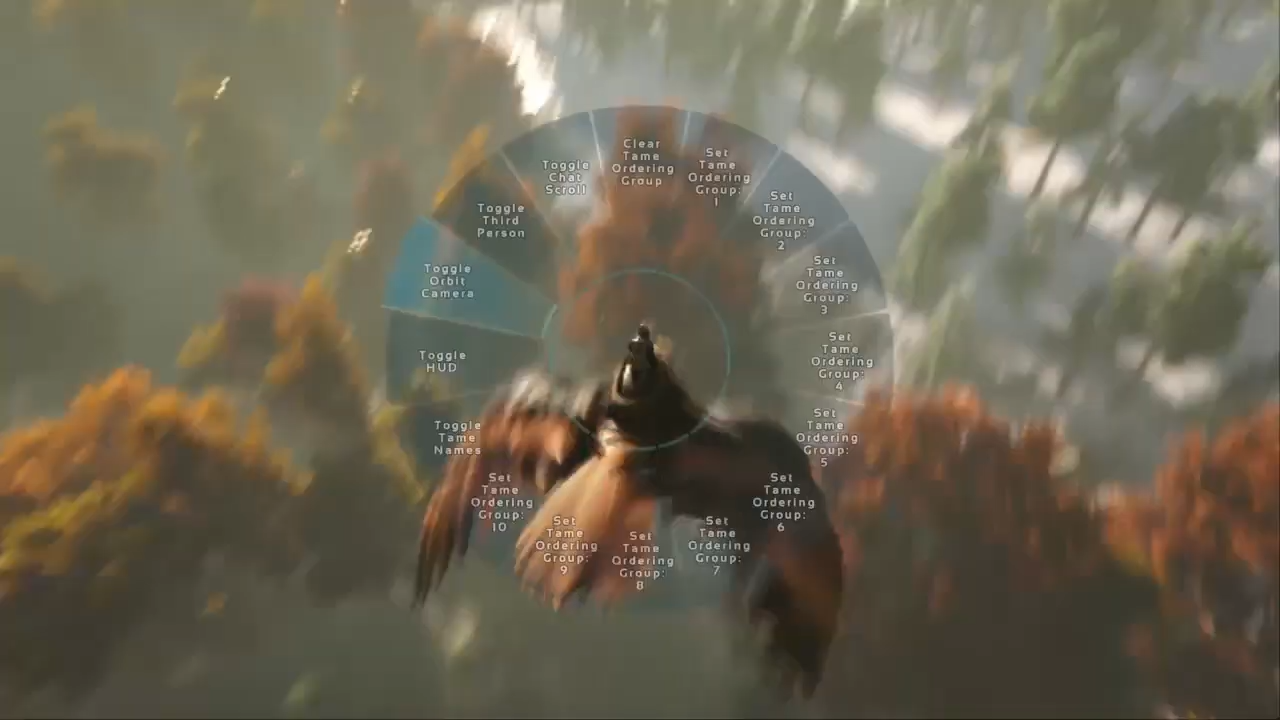 Clear
Tame
Ordering
Group
Set
Tame
Ordering
Group:
1
Set
Tame
Ordering
Group:
2
Set
Tame
Ordering
Group:
3
Set
Tame
Ordering
Group:
4
Set
Tame
Ordering
Group:
5
Set
Tame
Ordering
Group:
6
Set
Tame
Ordering
Group:
7
Set
Tame
Ordering
Group:
8
Set
Tame
Ordering
Group:
9
Set
Tame
Ordering
Group:
10
Toggle
Tame
Names
Toggle
HUD
Toggle
Orbit
Camera
Toggle
Third
Person
Toggle
Chat
Scroll